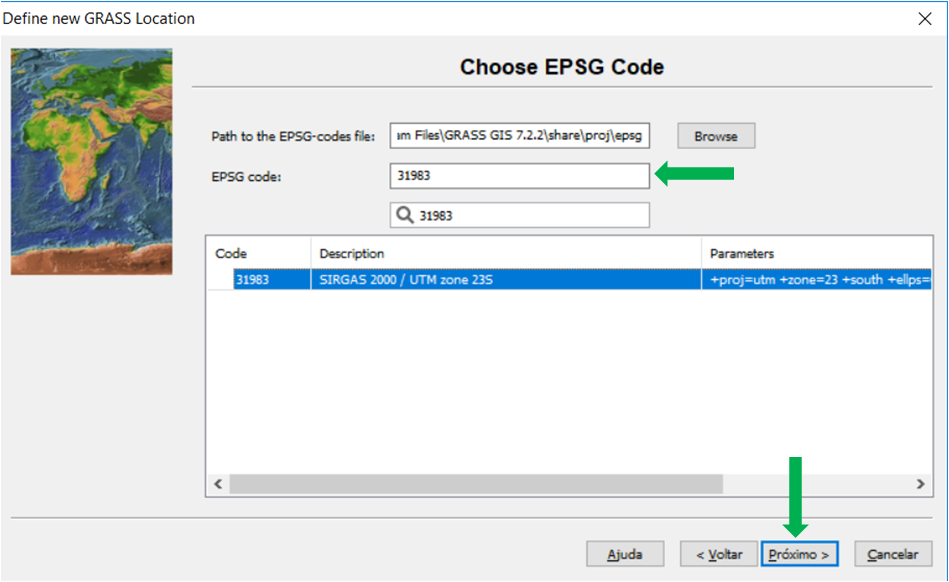 Define new GRASS Location
Choose EPSG Code
Path to the EPSG-codes file: ım Files\GRASS GIS 7.2.2\share\proj\epsg Browse
EPSG code: 31983
31983
Code Description Parameters
31983 SIRGAS 2000 / UTM zone 23S +proj=utm +zone=23 +south +ellps=
Ajuda < Voltar Próximo > Cancelar